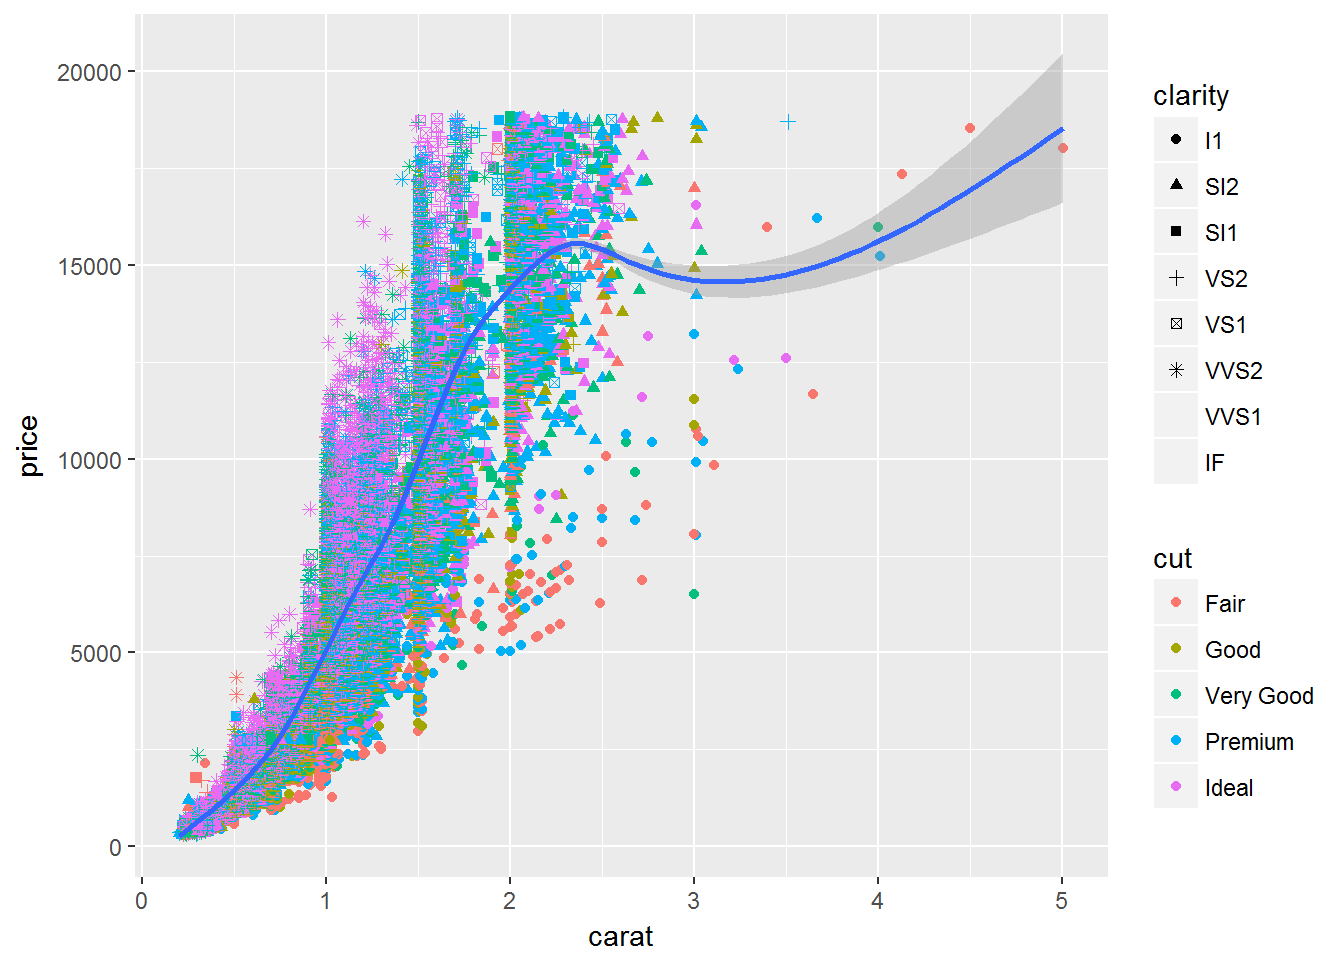 20000
15000
10000
5000
0
price
0 1 2 3 4 5
carat
clarity
I1
SI2
SI1
VS2
VS1
VVS2
VVS1
IF
cut
Fair
Good
Very Good
Premium
Ideal